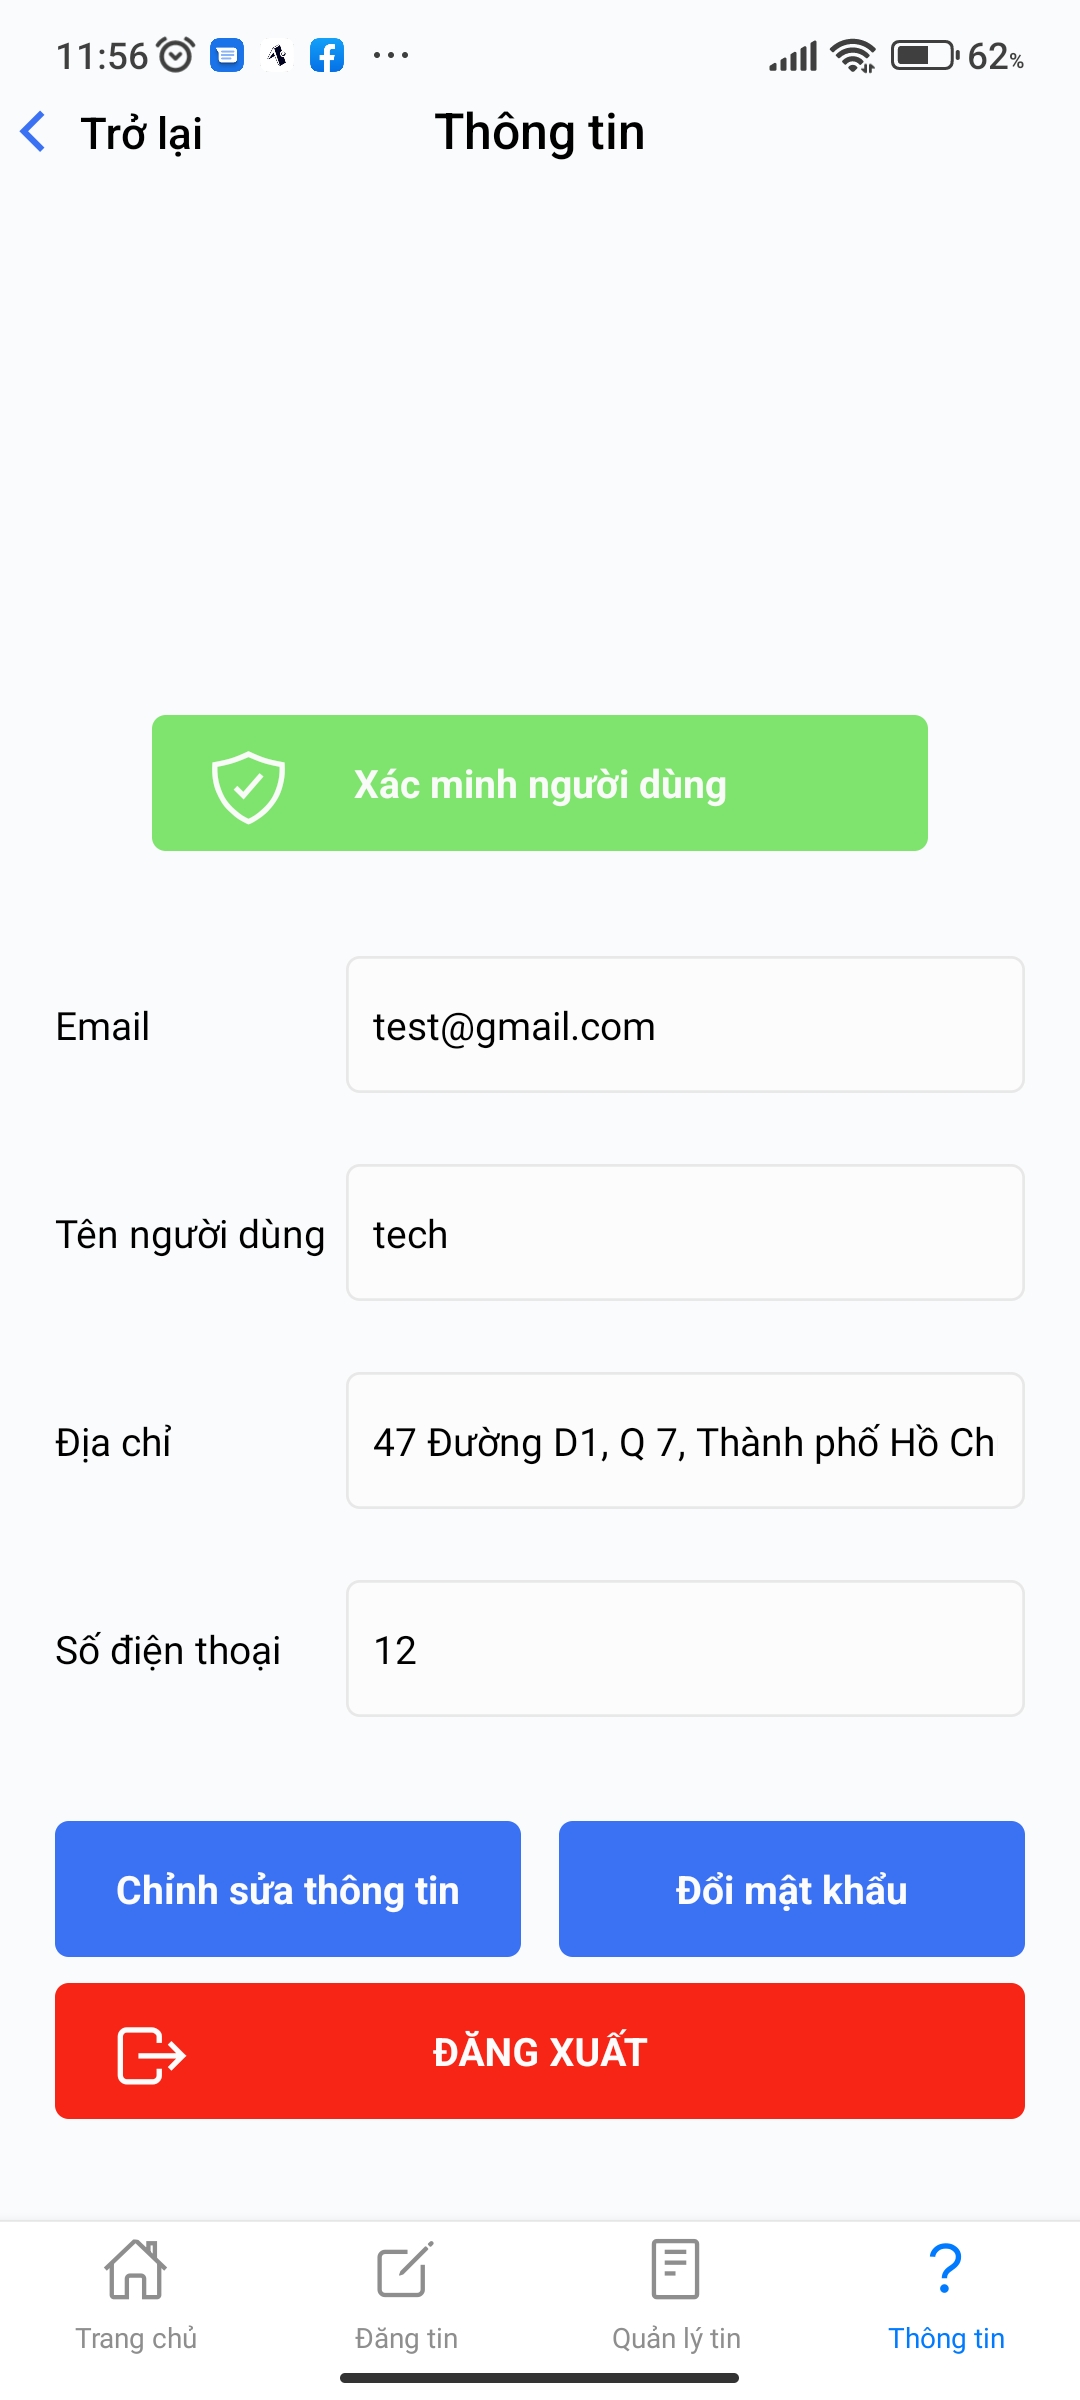 11:56 62%
Trở lại Thông tin
Xác minh người dùng
Email test@gmail.com
Tên người dùng tech
Địa chỉ 47 Đường D1, Q 7, Thành phố Hồ Ch
Số điện thoại 12
Chỉnh sửa thông tin Đổi mật khẩu
ĐĂNG XUẤT
Trang chủ Đăng tin Quản lý tin Thông tin